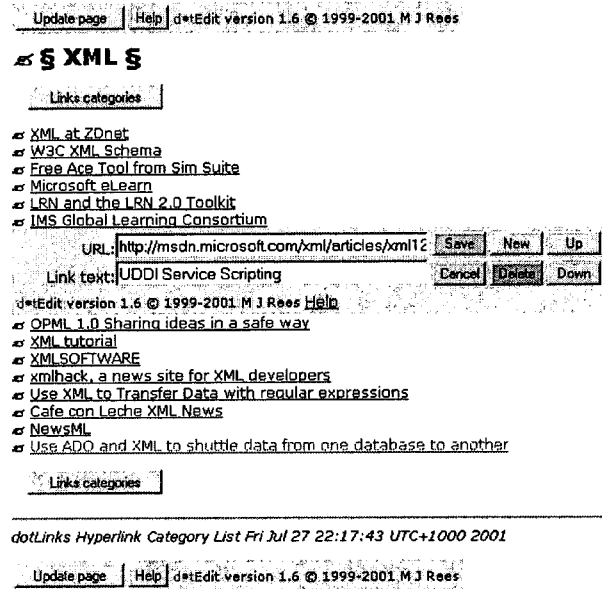 Update page Help d•tEdit version 1.6 © 1999-2001 M J Rees
✍ § XML §
Links categories
✍ XML at ZDnet
✍ W3C XML Schema
✍ Free Ace Tool from Sim Suite
✍ Microsoft eLearn
✍ LRN and the LRN 2.0 Toolkit
✍ IMS Global Learning Consortium
URL: http://msdn.microsoft.com/xml/articles/xml12 Save New Up
Link text: UDDI Service Scripting Cancel Delete Down
d•tEdit version 1.6 © 1999-2001 M J Rees Help
✍ OPML 1.0 Sharing ideas in a safe way
✍ XML tutorial
✍ XMLSOFTWARE
✍ xmlhack, a news site for XML developers
✍ Use XML to Transfer Data with regular expressions
✍ Cafe con Leche XML News
✍ NewsML
✍ Use ADO and XML to shuttle data from one database to another
Links categories
dotLinks Hyperlink Category List Fri Jul 27 22:17:43 UTC+1000 2001
Update page Help d•tEdit version 1.6 © 1999-2001 M J Rees